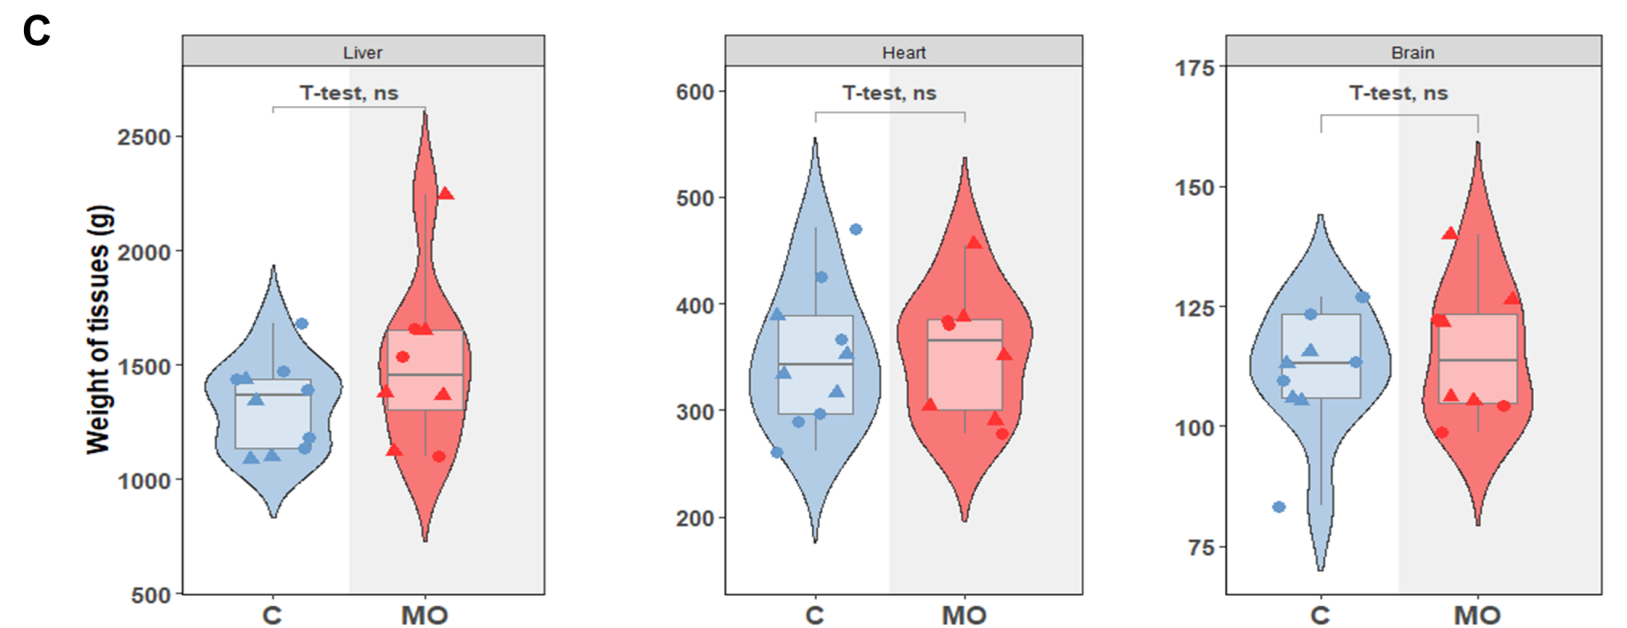 C
Liver
Heart
Brain
T-test, ns
T-test, ns
T-test, ns
Weight of tissues (g)
2500
2000
1500
1000
500
600
500
400
300
200
175
150
125
100
75
C
MO
C
MO
C
MO